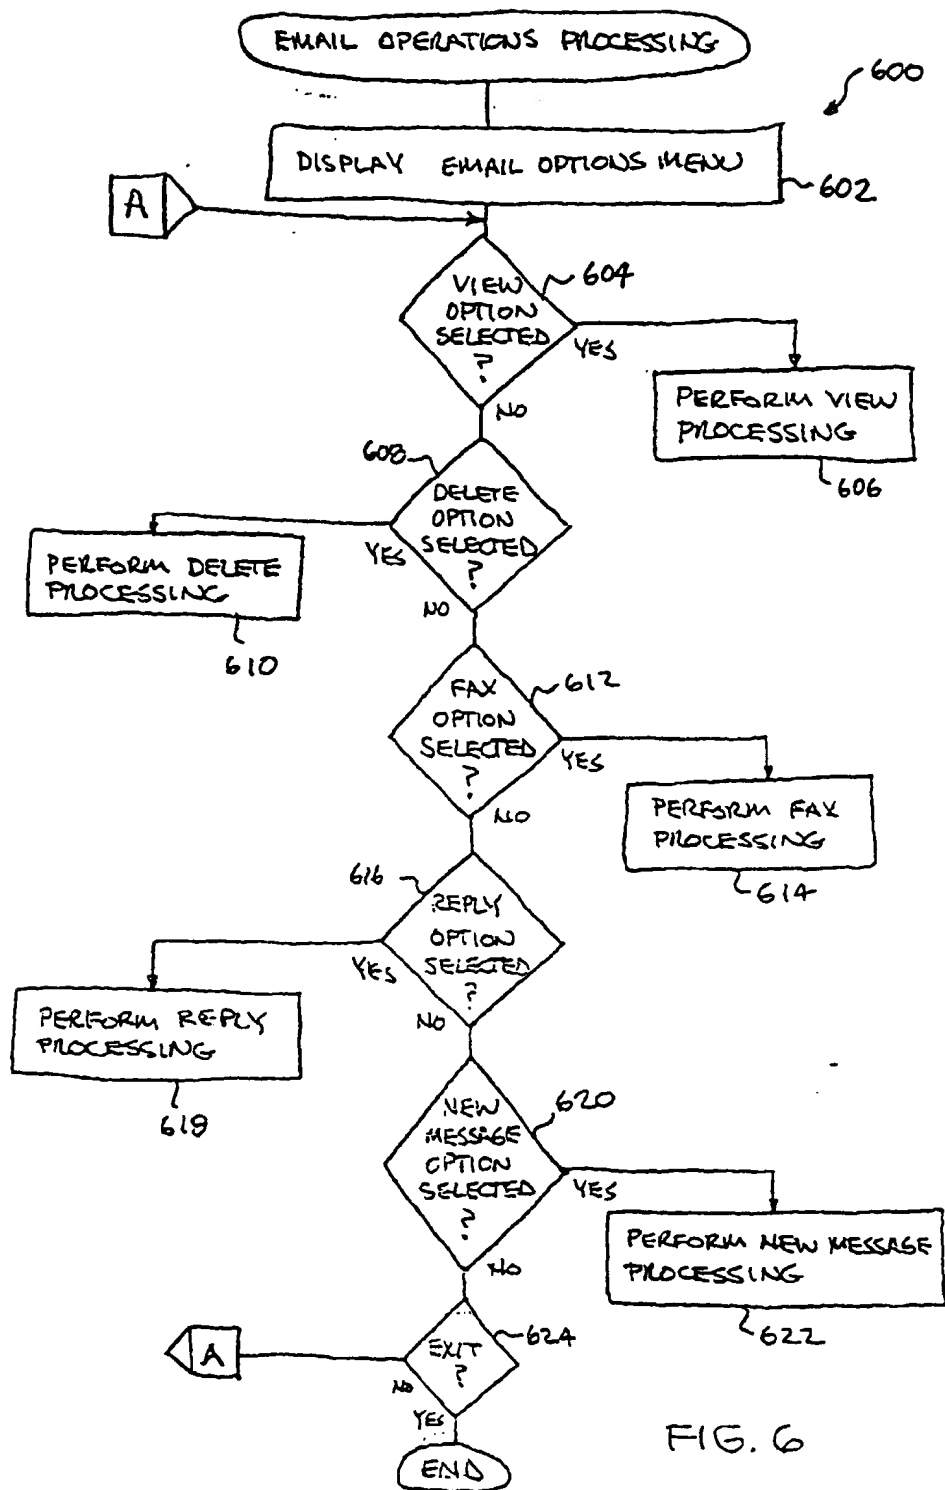 EMAIL OPERATIONS PROCESSING
600
DISPLAY EMAIL OPTIONS MENU
602
A
VIEW
OPTION
SELECTED
?
604
YES
NO
PERFORM VIEW
PROCESSING
606
608
DELETE
OPTION
SELECTED
?
YES
NO
PERFORM DELETE
PROCESSING
610
FAX
OPTION
SELECTED
?
612
YES
NO
PERFORM FAX
PROCESSING
614
616
REPLY
OPTION
SELECTED
?
YES
NO
PERFORM REPLY
PROCESSING
618
NEW
MESSAGE
OPTION
SELECTED
?
620
YES
NO
PERFORM NEW MESSAGE
PROCESSING
622
A
EXIT
?
624
NO
YES
END
FIG. 6